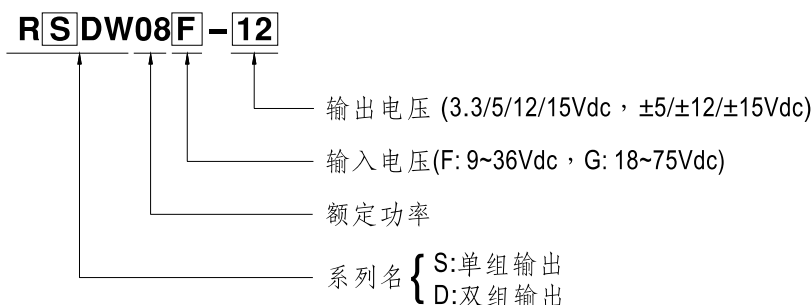 RSDW08F-12
输出电压 (3.3/5/12/15Vdc，±5/±12/±15Vdc)
输入电压(F: 9~36Vdc，G: 18~75Vdc)
额定功率
系列名{ S:单组输出
D:双组输出